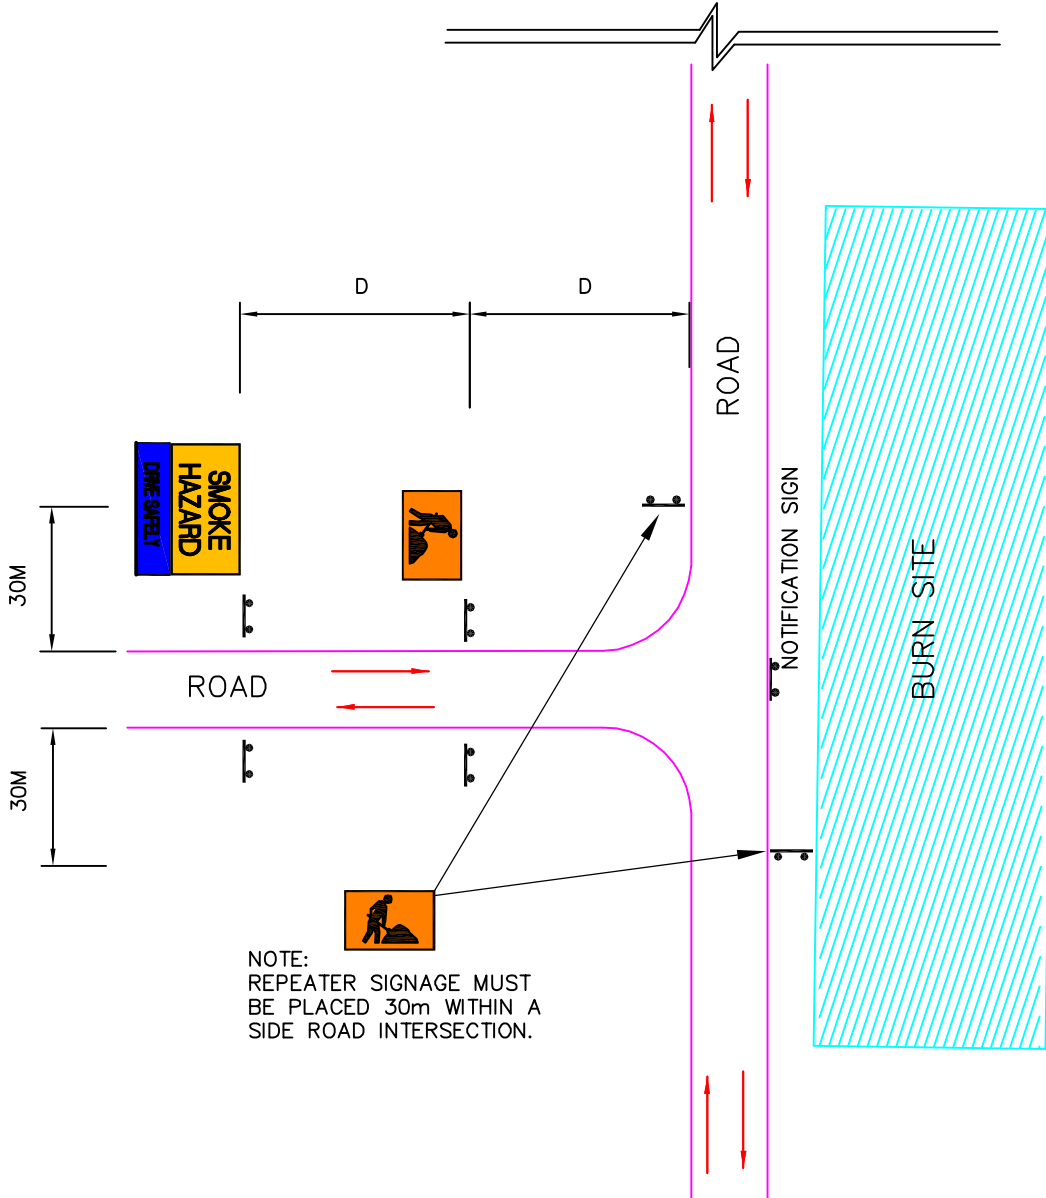 D
D
ROAD
SMOKE
HAZARD
DRIVE SAFELY
30M
NOTIFICATION SIGN
BURN SITE
ROAD
30M
NOTE:
REPEATER SIGNAGE MUST
BE PLACED 30m WITHIN A
SIDE ROAD INTERSECTION.